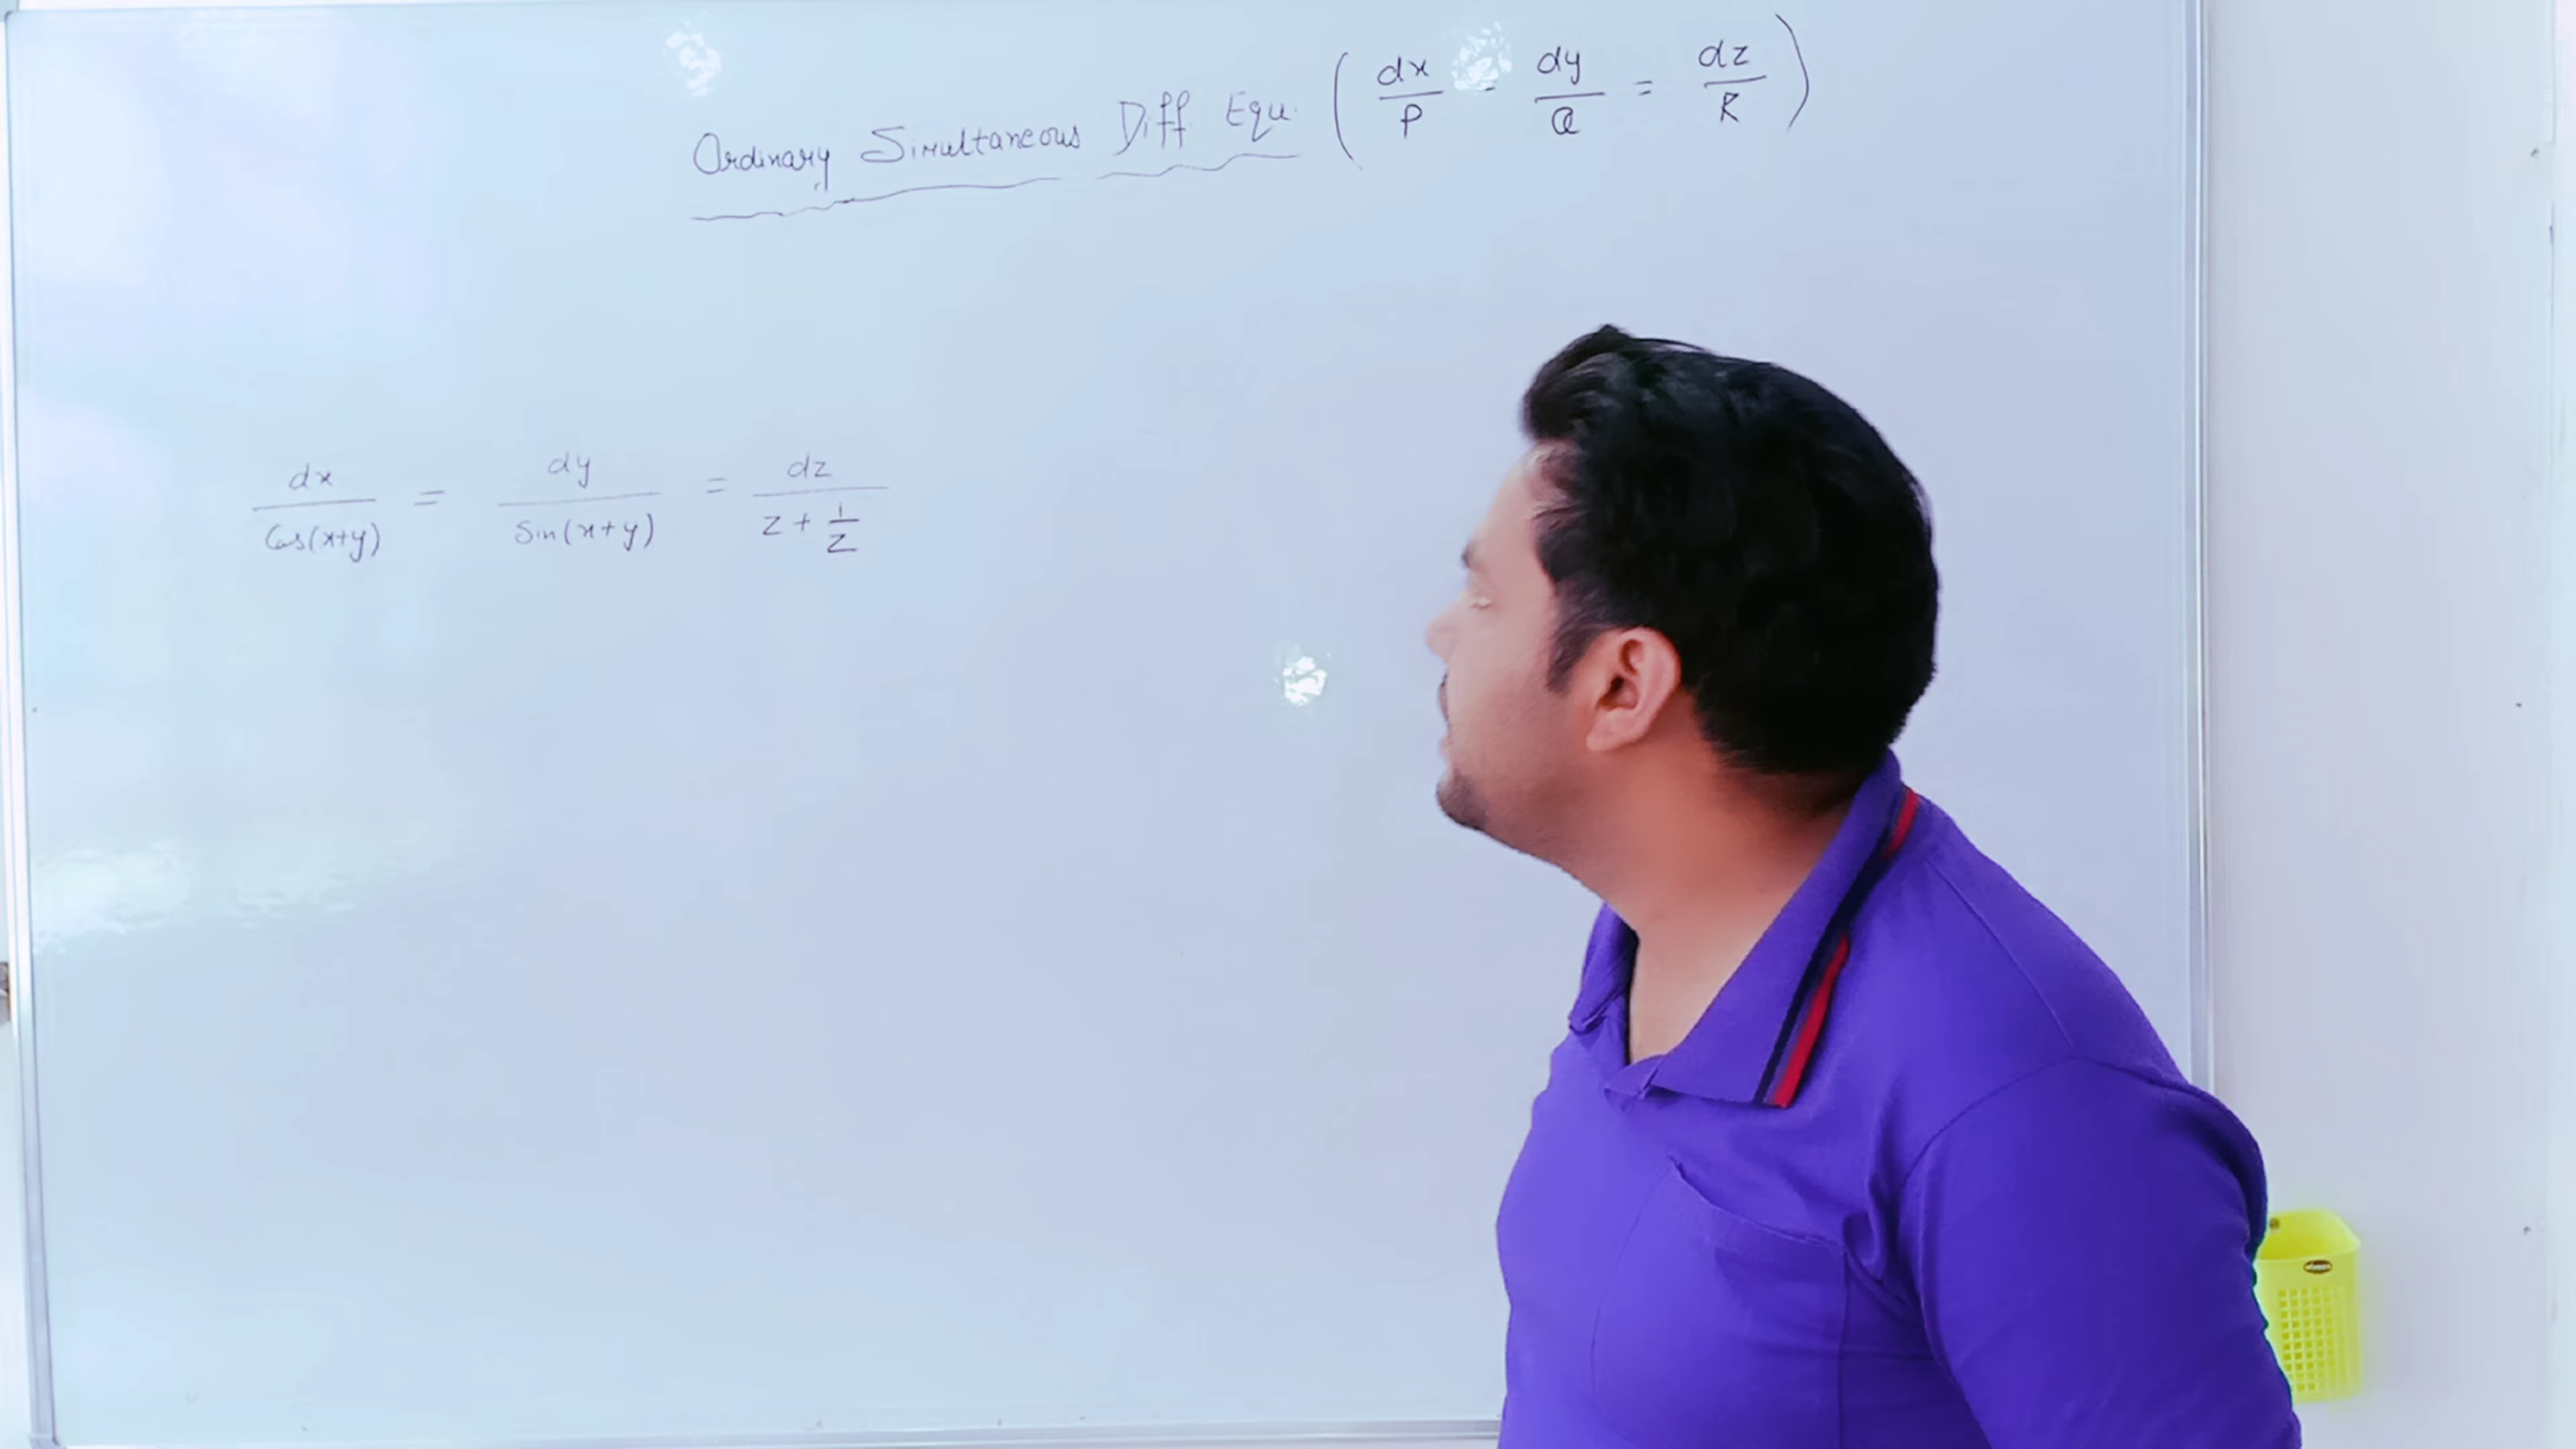 Ordinary Simultaneous Diff Equ. ( dx/P = dy/Q = dz/R )
dx/Cos(x+y) = dy/Sin(x+y) = dz/(z + 1/z)